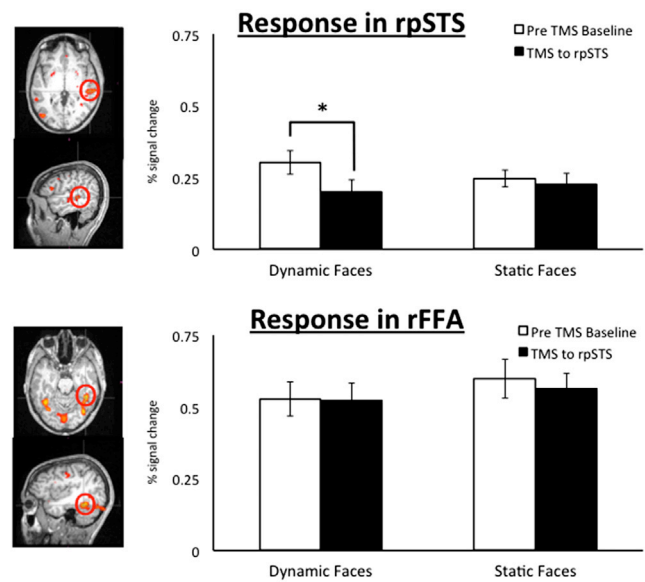 Response in rpSTS
Pre TMS Baseline
TMS to rpSTS
% signal change
0.75
0.5
0.25
0
*
Dynamic Faces
Static Faces
Response in rFFA
Pre TMS Baseline
TMS to rpSTS
% signal change
0.75
0.5
0.25
0
Dynamic Faces
Static Faces